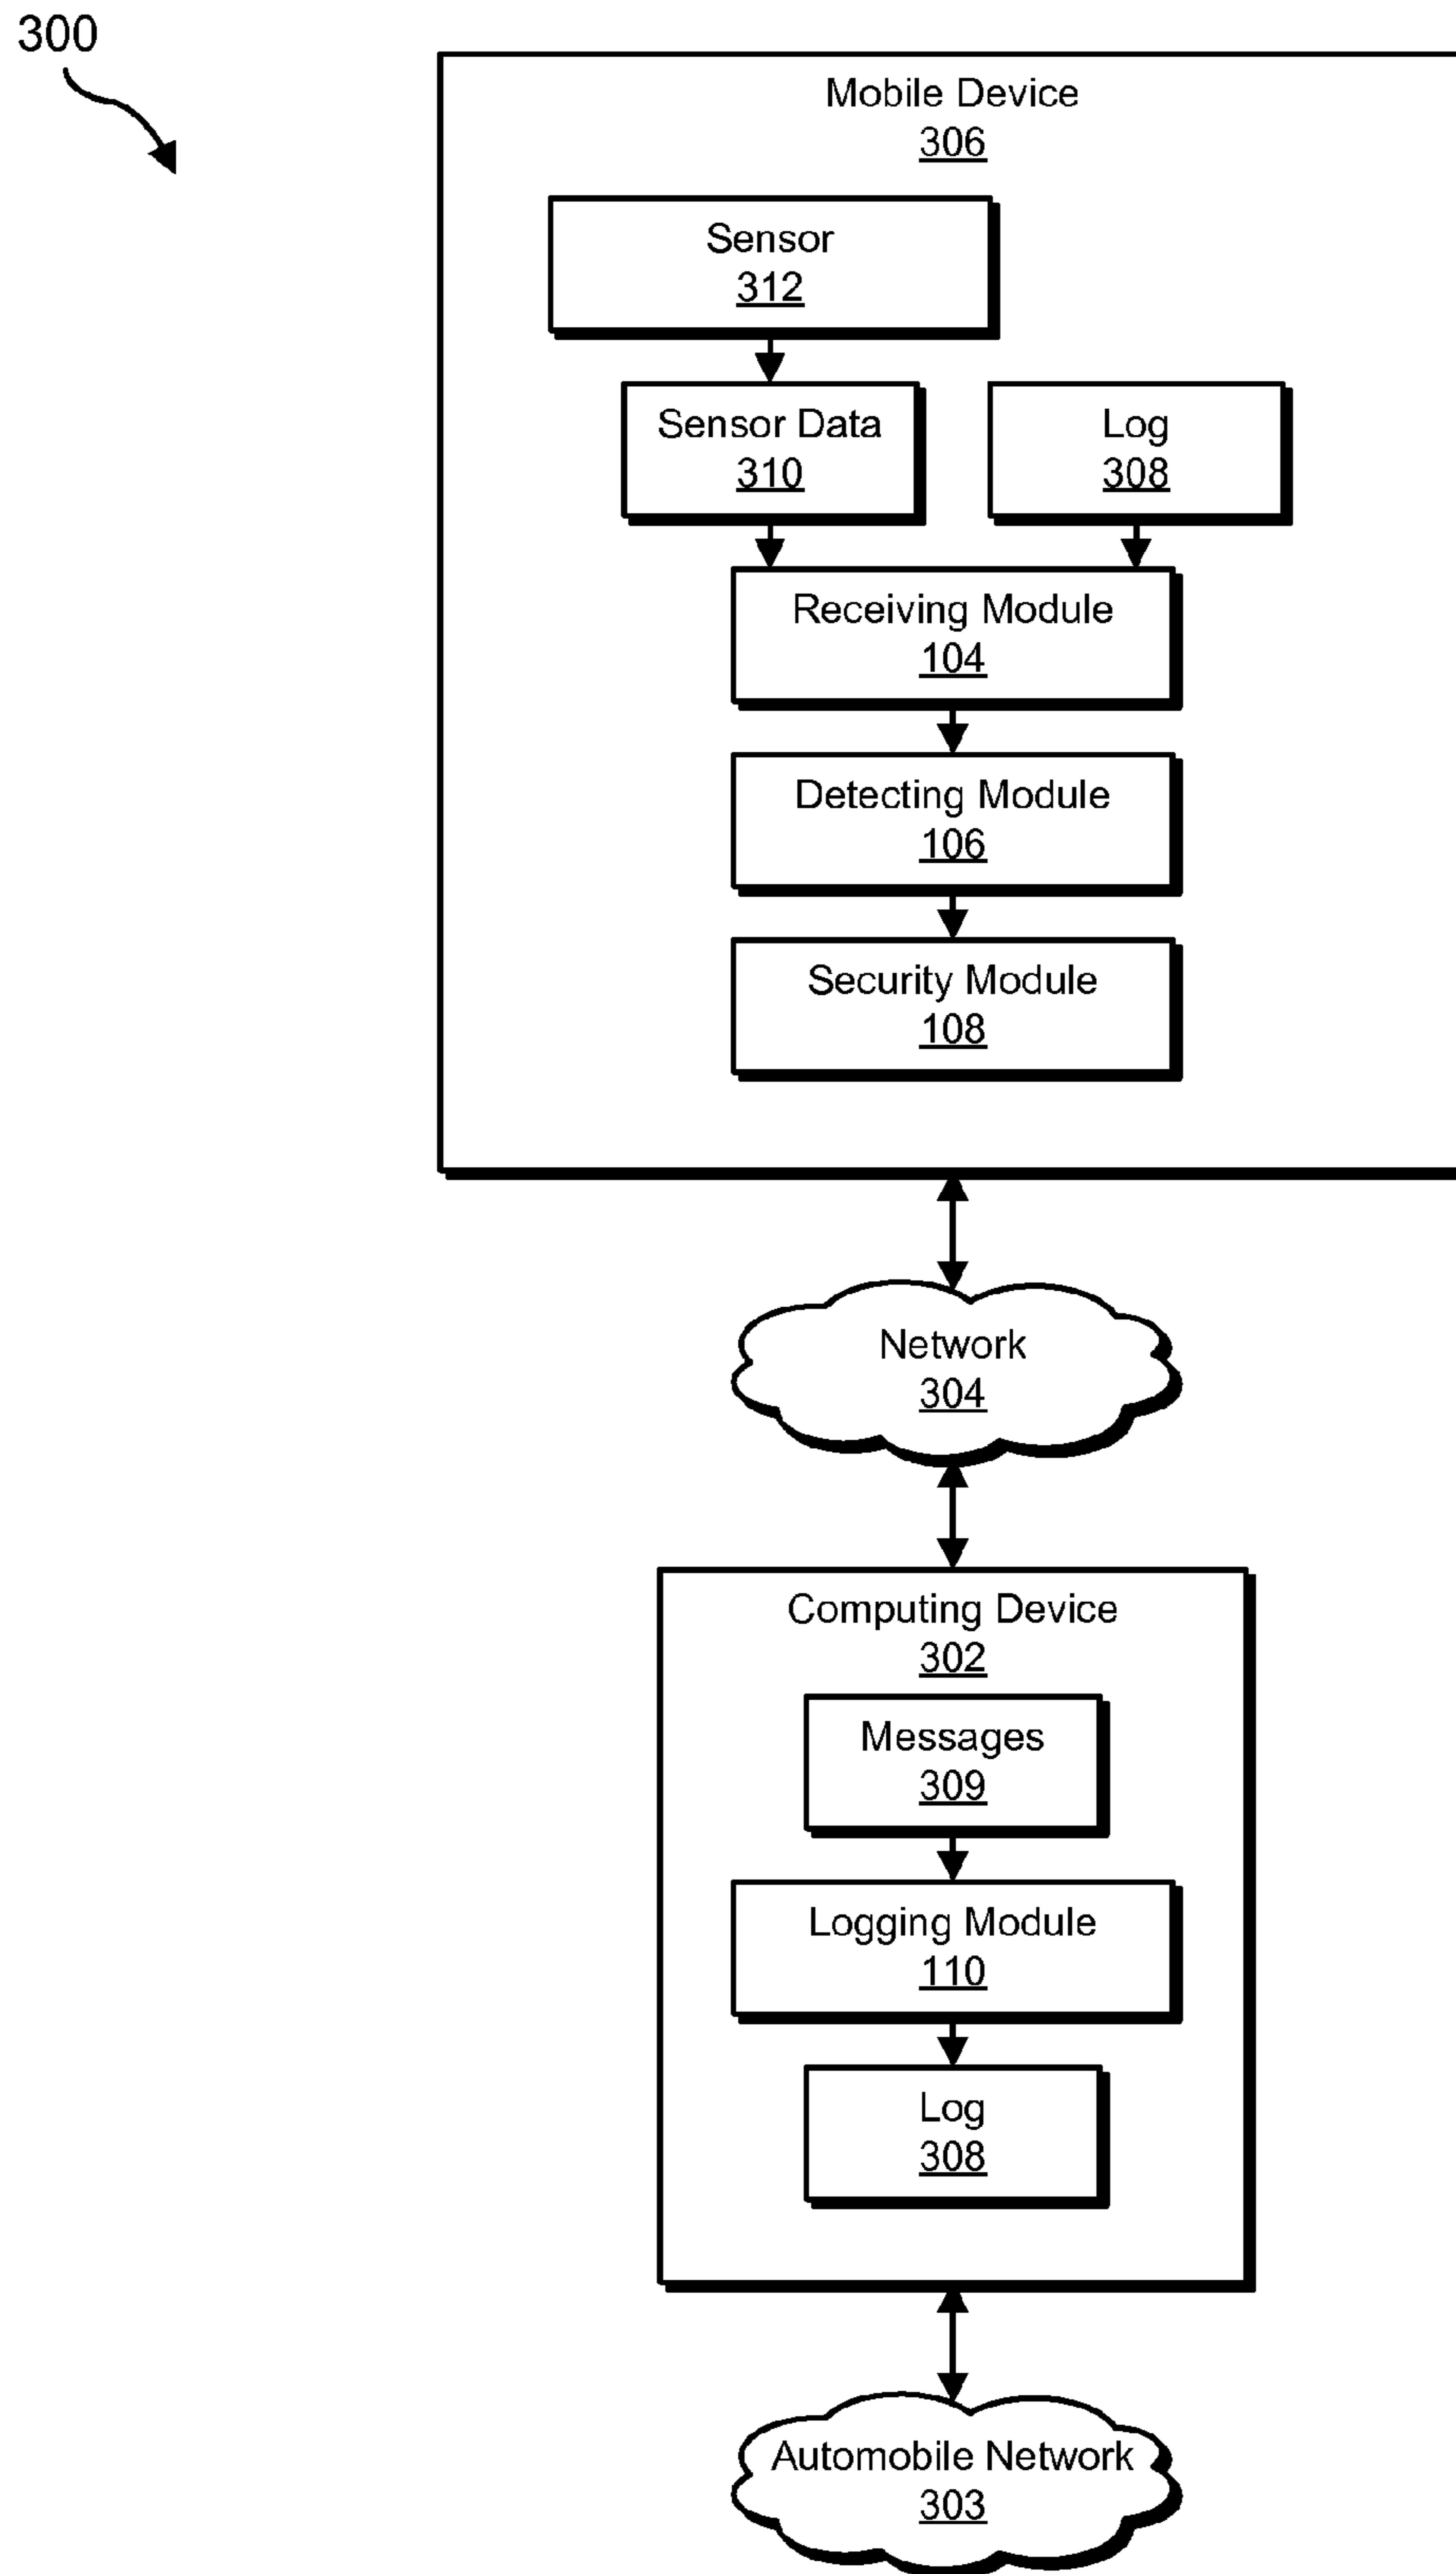 300
Mobile Device
306
Sensor
312
Sensor Data
310
Log
308
Receiving Module
104
Detecting Module
106
Security Module
108
Network
304
Computing Device
302
Messages
309
Logging Module
110
Log
308
Automobile Network
303